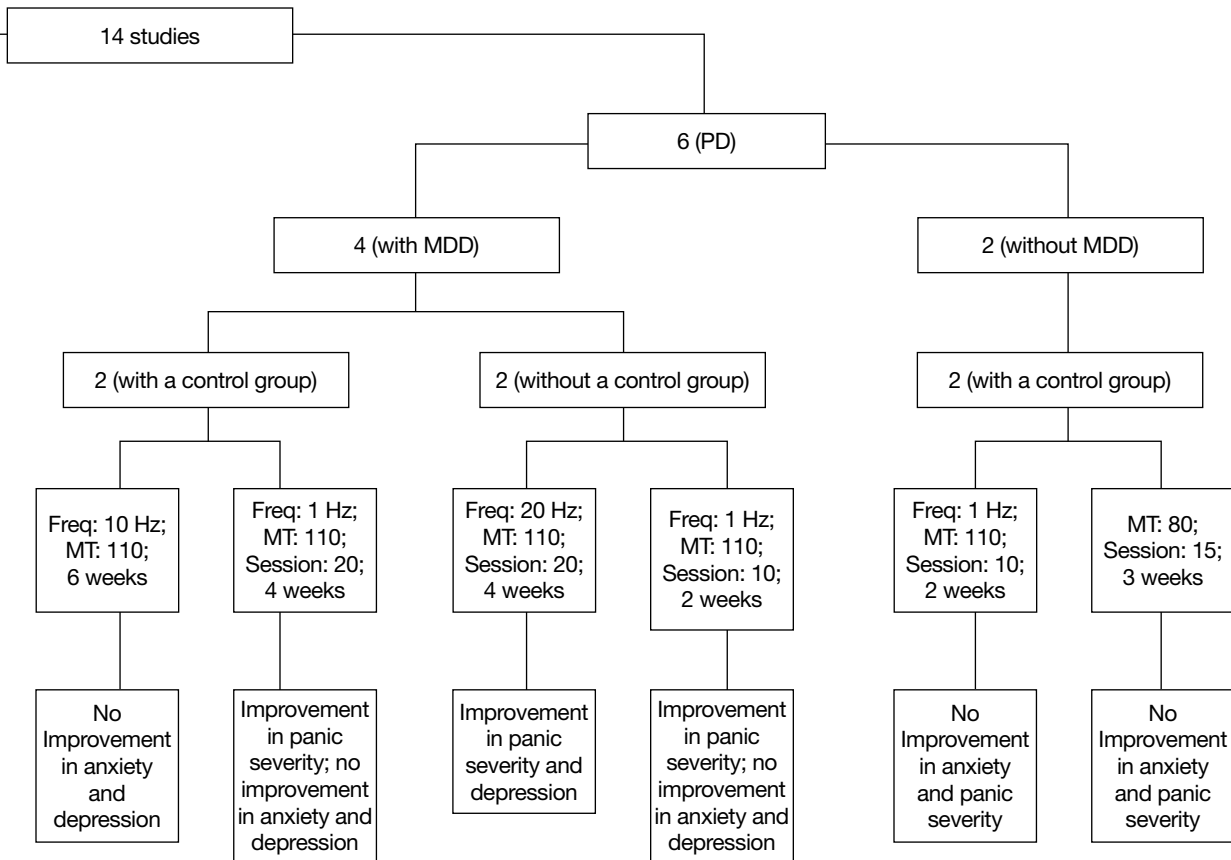 14 studies
6 (PD)
4 (with MDD)
2 (without MDD)
2 (with a control group)
2 (without a control group)
2 (with a control group)
Freq: 10 Hz;
MT: 110;
6 weeks
Freq: 1 Hz;
MT: 110;
Session: 20;
4 weeks
Freq: 20 Hz;
MT: 110;
Session: 20;
4 weeks
Freq: 1 Hz;
MT: 110;
Session: 10;
2 weeks
Freq: 1 Hz;
MT: 110;
Session: 10;
2 weeks
MT: 80;
Session: 15;
3 weeks
No
Improvement
in anxiety
and
depression
Improvement
in panic
severity; no
improvement
in anxiety and
depression
Improvement
in panic
severity and
depression
Improvement
in panic
severity; no
improvement
in anxiety and
depression
No
Improvement
in anxiety
and panic
severity
No
Improvement
in anxiety
and panic
severity